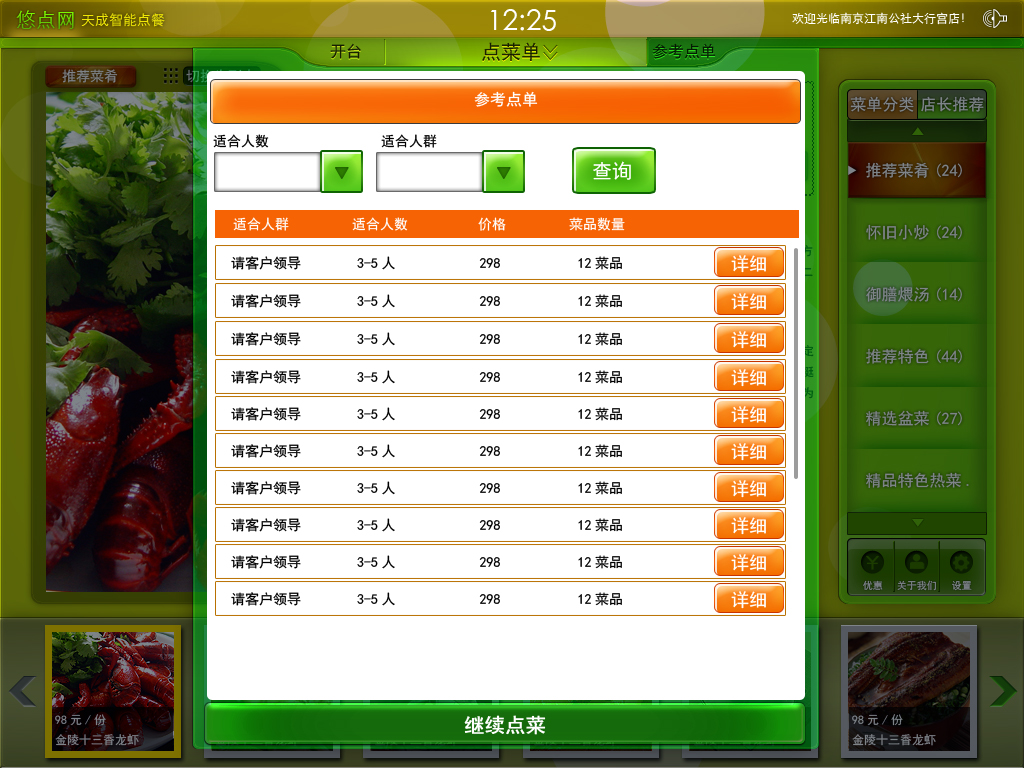 悠点网 天成智能点餐
12:25
欢迎光临南京江南公社大行宫店!
开台
点菜单
参考点单
推荐菜肴
参考点单
适合人数 适合人群
查询
适合人群 适合人数 价格 菜品数量
请客户领导 3-5 人 298 12 菜品 详细
请客户领导 3-5 人 298 12 菜品 详细
请客户领导 3-5 人 298 12 菜品 详细
请客户领导 3-5 人 298 12 菜品 详细
请客户领导 3-5 人 298 12 菜品 详细
请客户领导 3-5 人 298 12 菜品 详细
请客户领导 3-5 人 298 12 菜品 详细
请客户领导 3-5 人 298 12 菜品 详细
请客户领导 3-5 人 298 12 菜品 详细
请客户领导 3-5 人 298 12 菜品 详细
继续点菜
菜单分类 店长推荐
推荐菜肴 (24)
怀旧小炒 (24)
御膳煨汤 (14)
推荐特色 (44)
精选盆菜 (27)
精品特色热菜 .
优惠 关于我们 设置
98 元 / 份
金陵十三香龙虾
98 元 / 份
金陵十三香龙虾